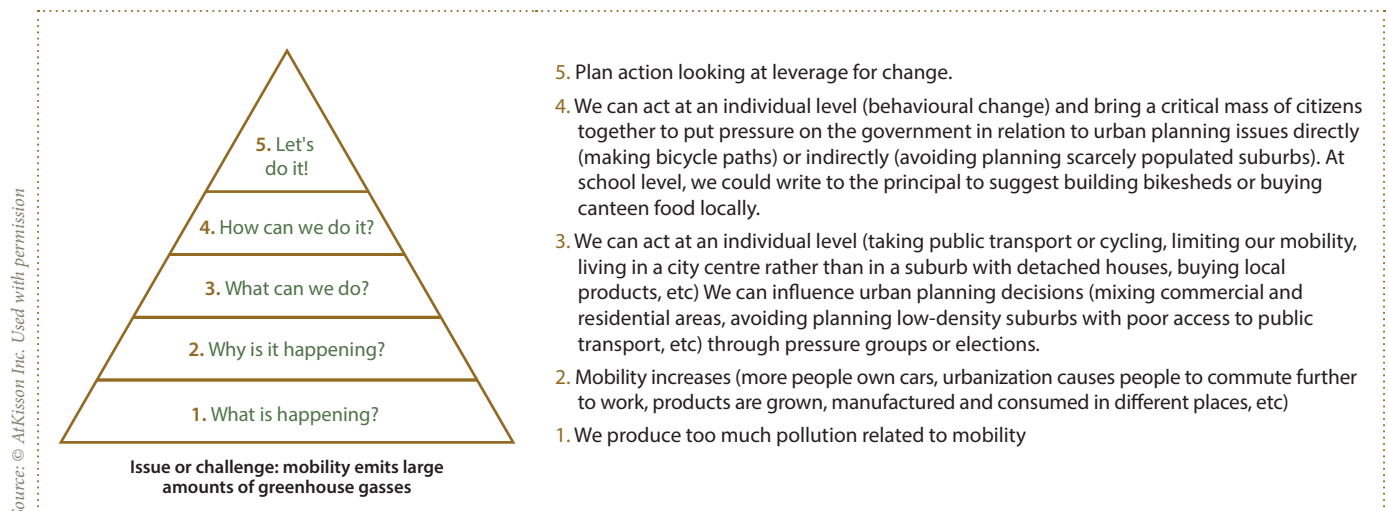 Source: © AtKisson Inc. Used with permission
5. Let's
do it!
4. How can we do it?
3. What can we do?
2. Why is it happening?
1. What is happening?
Issue or challenge: mobility emits large
amounts of greenhouse gasses
5. Plan action looking at leverage for change.
4. We can act at an individual level (behavioural change) and bring a critical mass of citizens
together to put pressure on the government in relation to urban planning issues directly
(making bicycle paths) or indirectly (avoiding planning scarcely populated suburbs). At
school level, we could write to the principal to suggest building bikesheds or buying
canteen food locally.
3. We can act at an individual level (taking public transport or cycling, limiting our mobility,
living in a city centre rather than in a suburb with detached houses, buying local
products, etc) We can influence urban planning decisions (mixing commercial and
residential areas, avoiding planning low-density suburbs with poor access to public
transport, etc) through pressure groups or elections.
2. Mobility increases (more people own cars, urbanization causes people to commute further
to work, products are grown, manufactured and consumed in different places, etc)
1. We produce too much pollution related to mobility